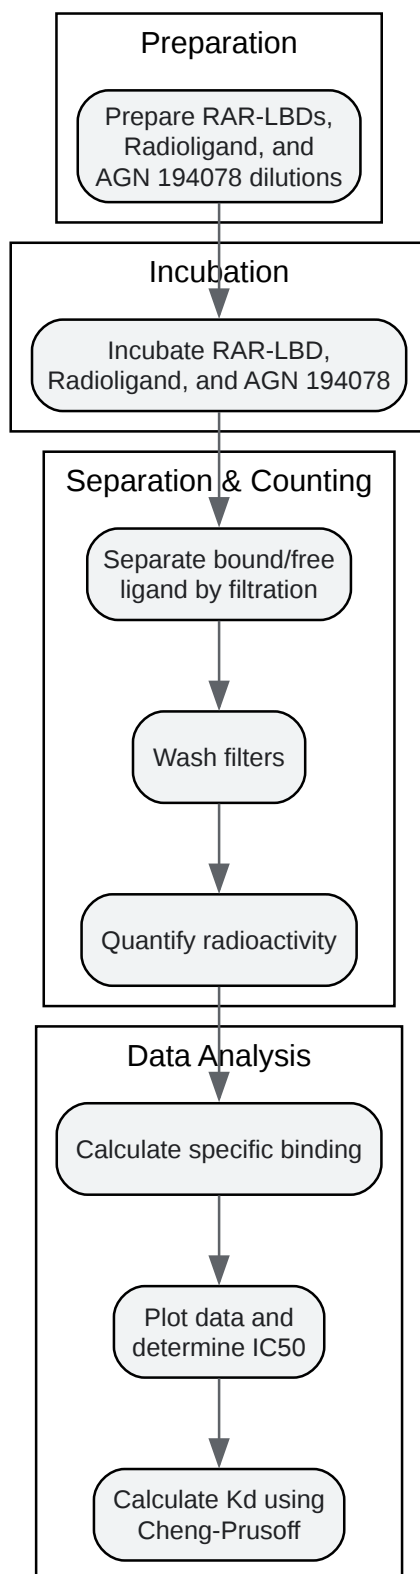 Preparation
Prepare RAR-LBDs,
Radioligand, and
AGN 194078 dilutions
Incubation
Incubate RAR-LBD,
Radioligand, and AGN 194078
Separation & Counting
Separate bound/free
ligand by filtration
Wash filters
Quantify radioactivity
Data Analysis
Calculate specific binding
Plot data and
determine IC50
Calculate Kd using
Cheng-Prusoff